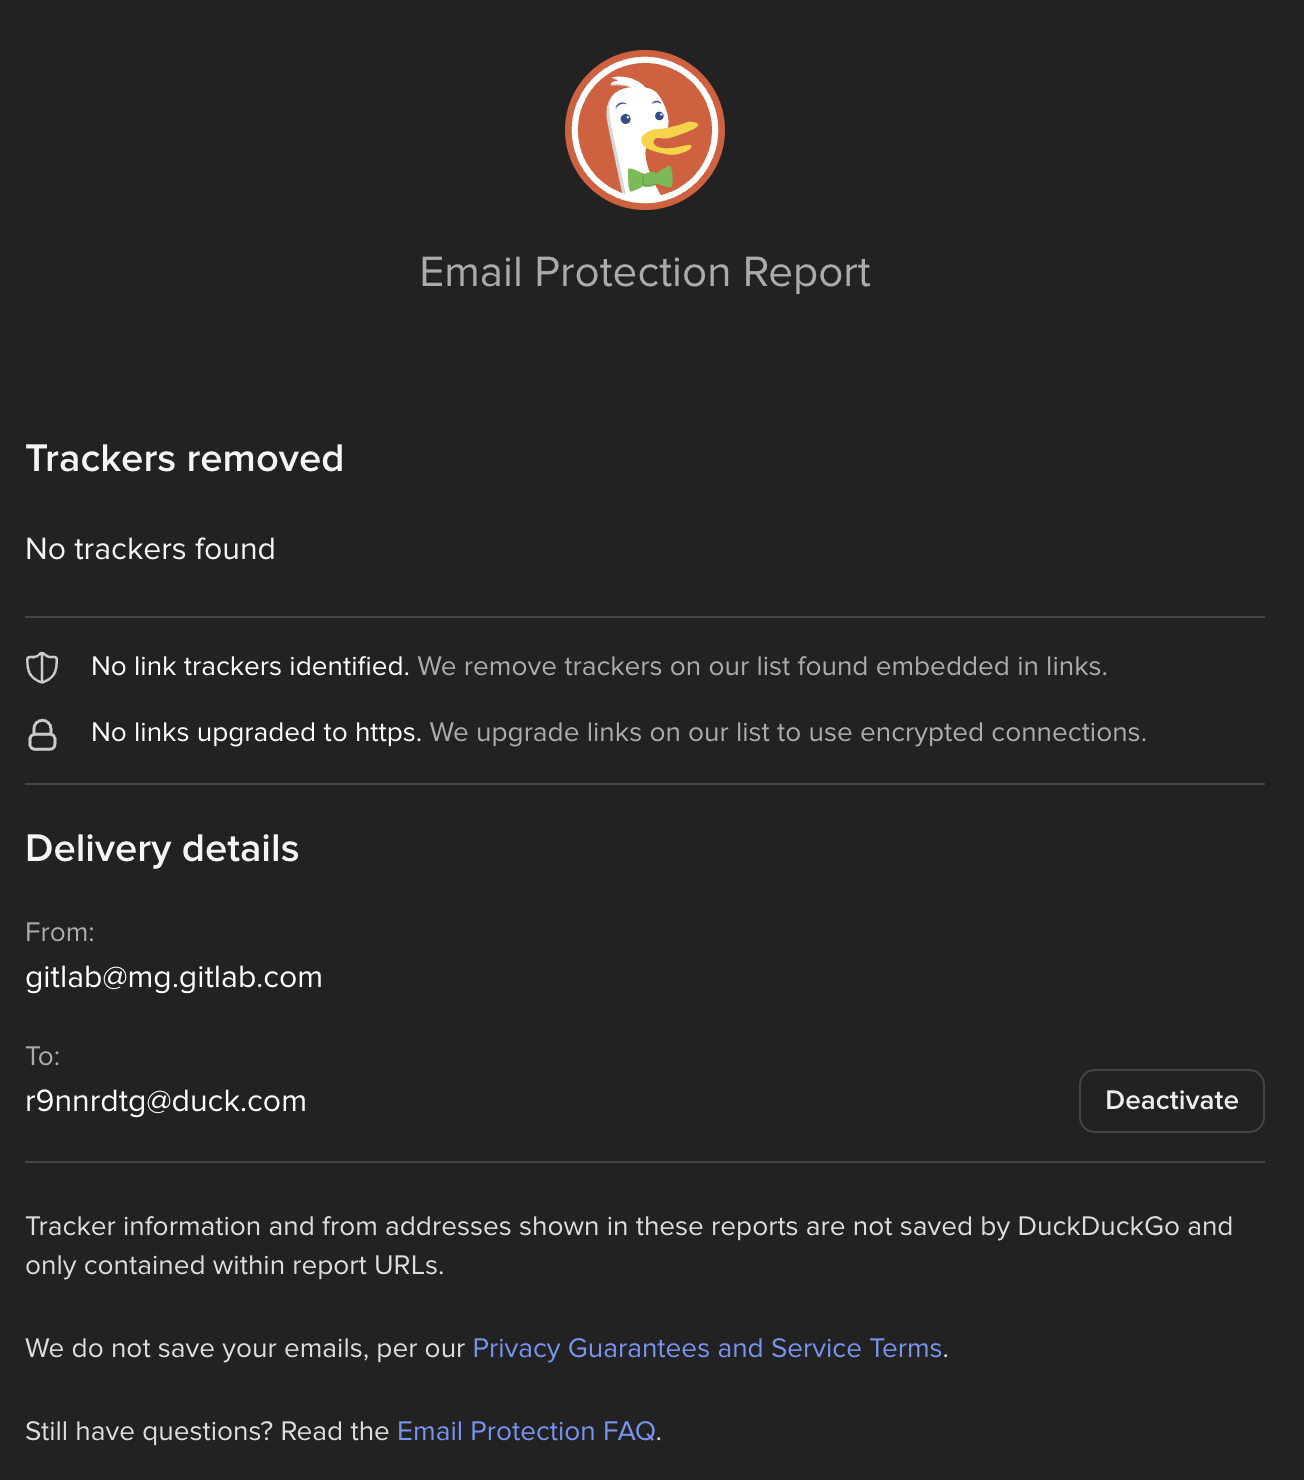 Email Protection Report
Trackers removed
No trackers found
No link trackers identified. We remove trackers on our list found embedded in links.
No links upgraded to https. We upgrade links on our list to use encrypted connections.
Delivery details
From:
gitlab@mg.gitlab.com
To:
r9nnrdtg@duck.com
Deactivate
Tracker information and from addresses shown in these reports are not saved by DuckDuckGo and
only contained within report URLs.
We do not save your emails, per our Privacy Guarantees and Service Terms.
Still have questions? Read the Email Protection FAQ.